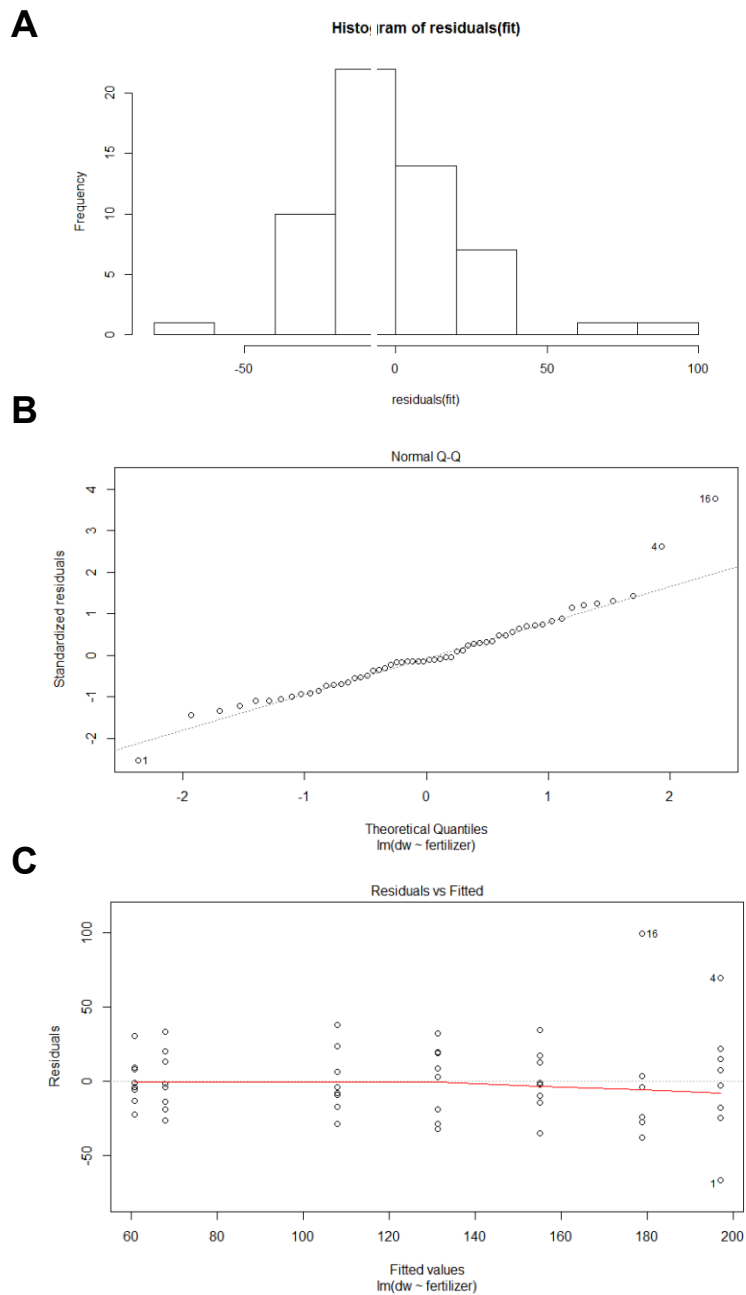 A
Histogram of residuals(fit)
20
15
10
5
0
Frequency
-50
0
50
100
residuals(fit)
B
Normal Q-Q
4
3
2
1
0
-1
-2
Standardized residuals
16
4
1
-2
-1
0
1
2
Theoretical Quantiles
lm(dw ~ fertilizer)
C
Residuals vs Fitted
100
50
0
-50
Residuals
16
4
1
60
80
100
120
140
160
180
200
Fitted values
lm(dw ~ fertilizer)